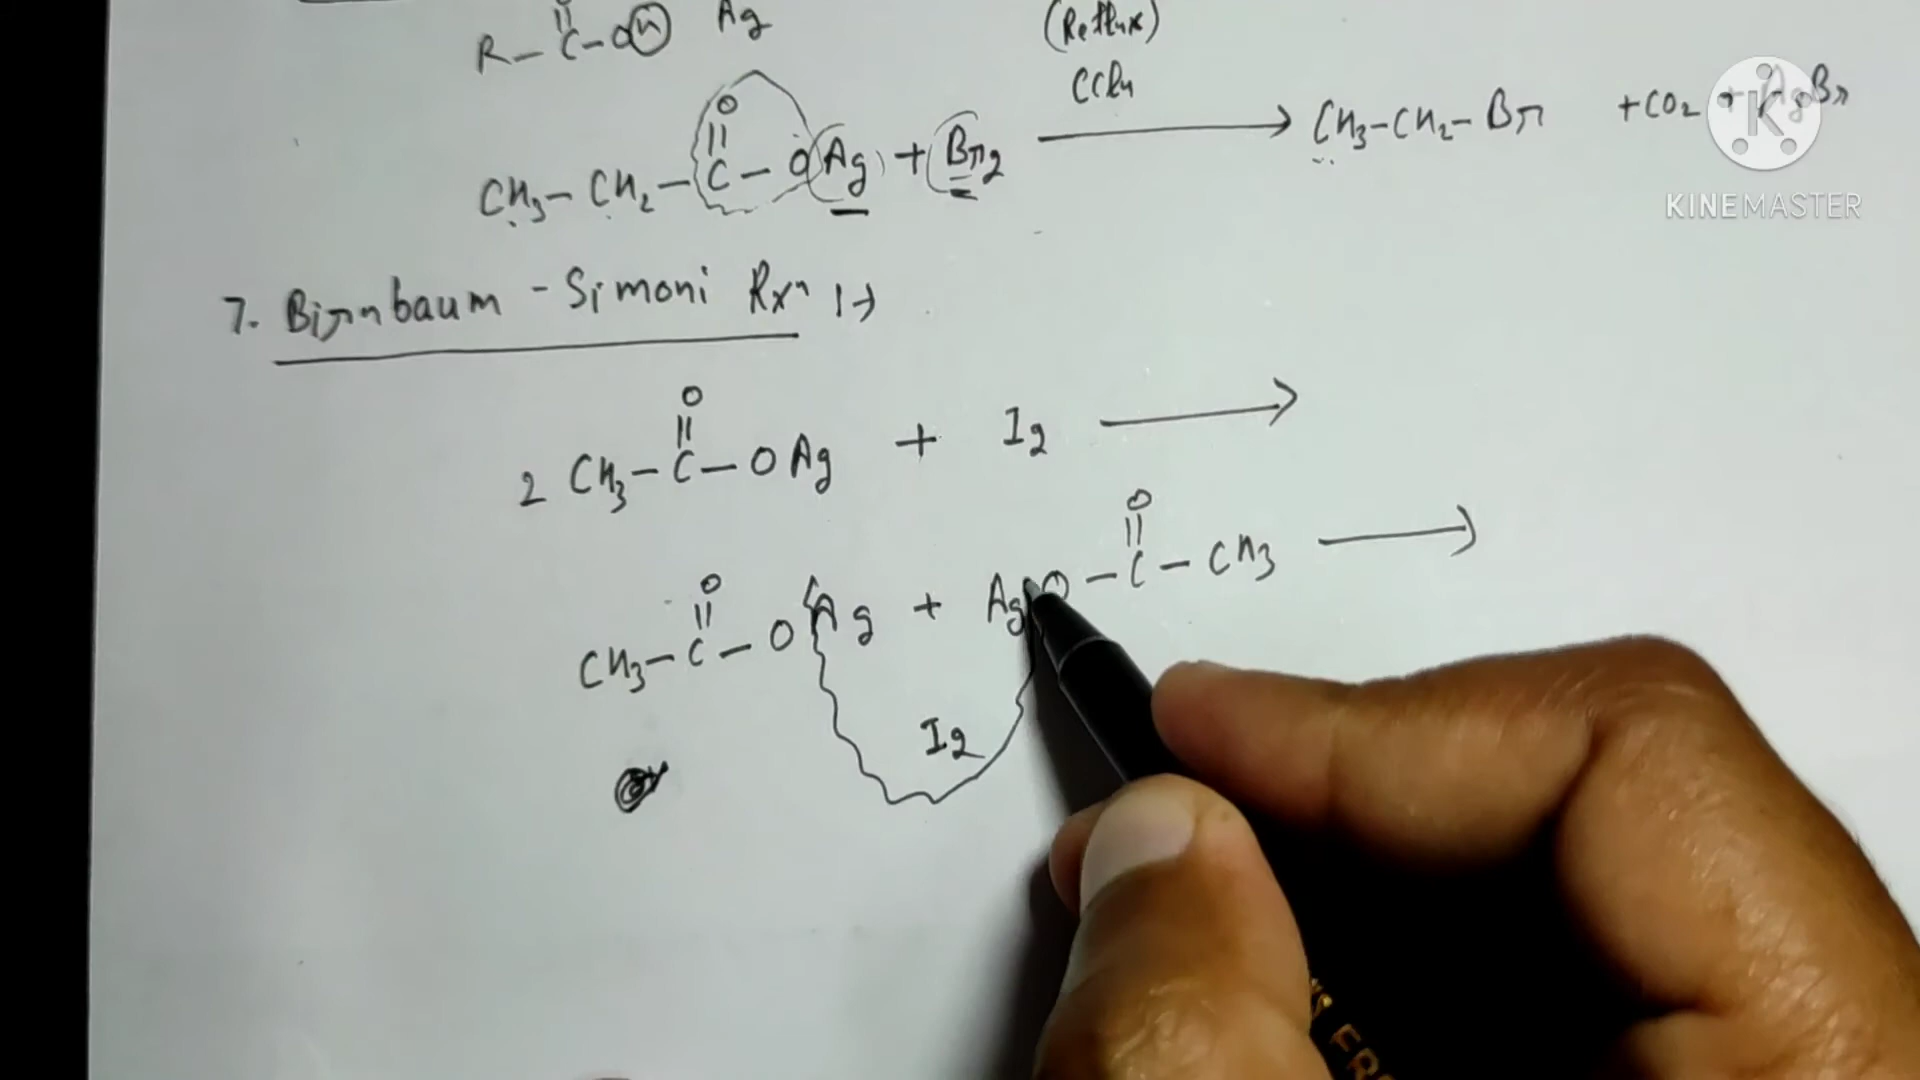 O
R-C-OH Ag
(Reflux)
CCl4
O
CH3-CH2-C-OAg + Br2 → CH3-CH2-Br +CO2 + AgBr
KINEMASTER
7. Birnbaum - Simoni Rxn :→
O
2 CH3-C-OAg + I2 →
O
CH3-C-OAg + AgO-C-CH3 →
O
I2